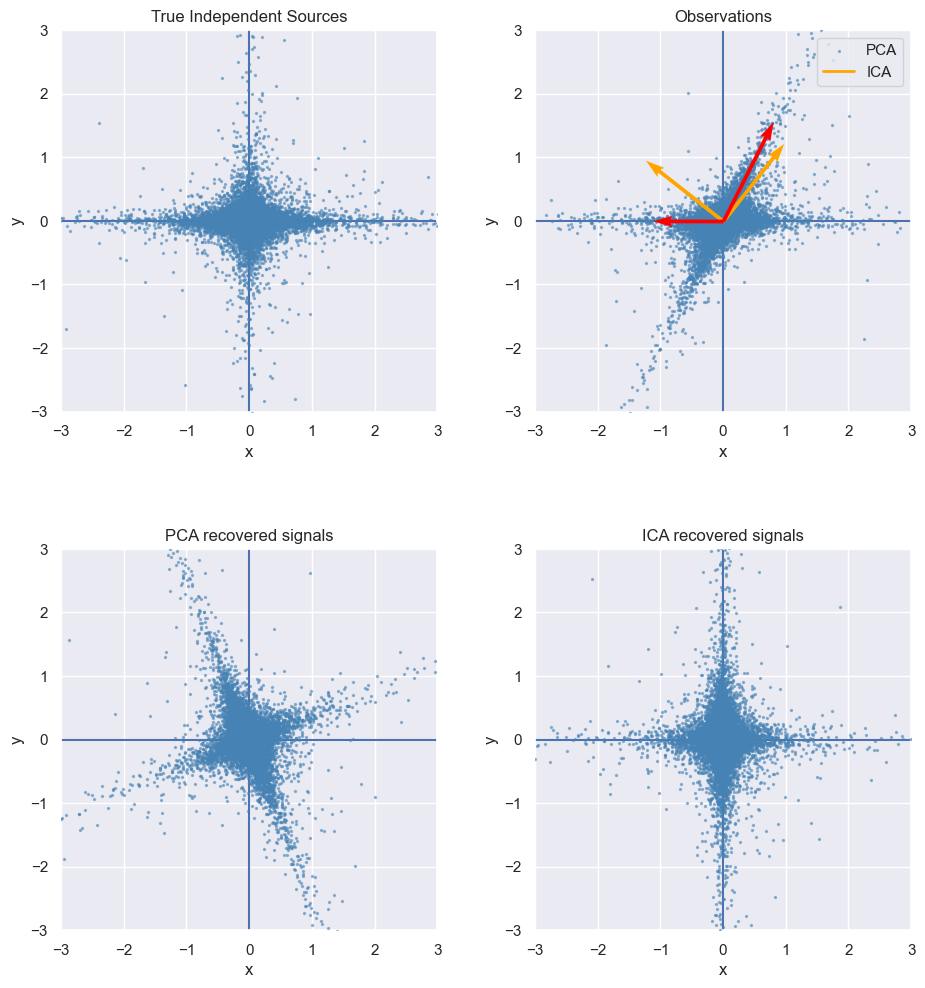 True Independent Sources
3
2
1
0
−1
−2
−3
y
−3 −2 −1 0 1 2 3
x
Observations
PCA
ICA
3
2
1
0
−1
−2
−3
y
−3 −2 −1 0 1 2 3
x
PCA recovered signals
3
2
1
0
−1
−2
−3
y
−3 −2 −1 0 1 2 3
x
ICA recovered signals
3
2
1
0
−1
−2
−3
y
−3 −2 −1 0 1 2 3
x